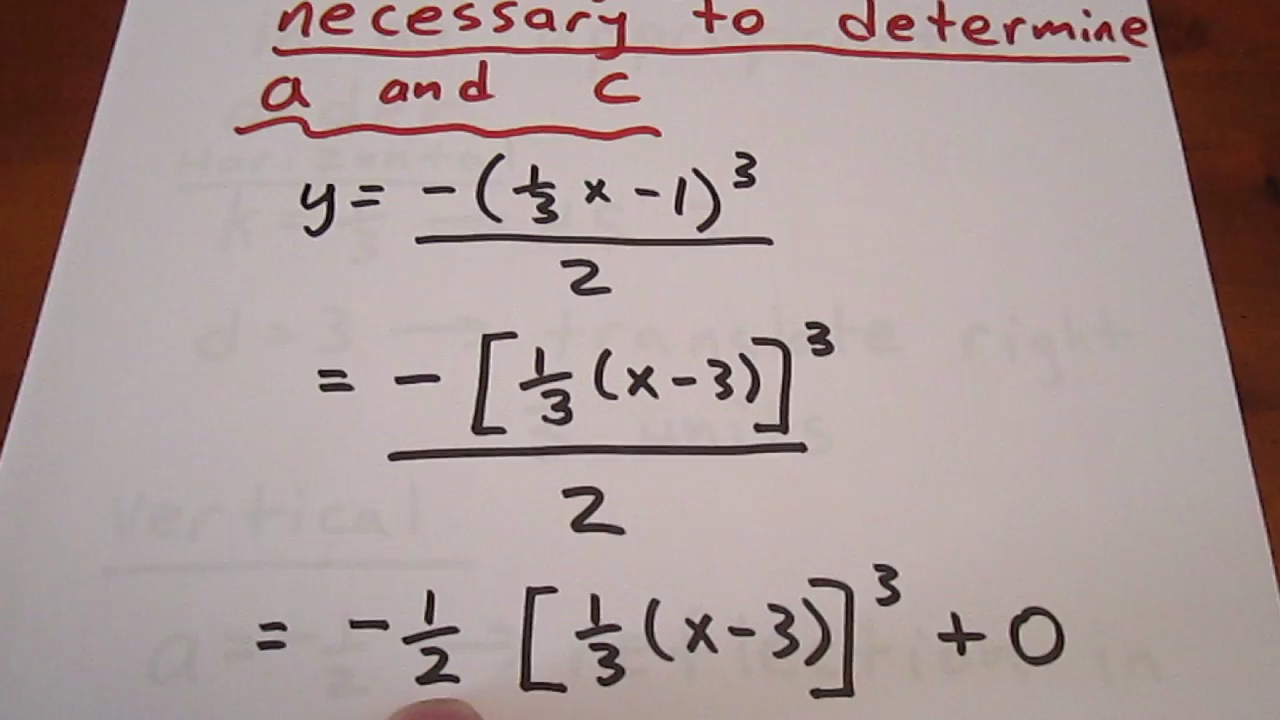 necessary to determine
a and c
y = -(1/3 x - 1)^3 / 2
= -[1/3 (x - 3)]^3 / 2
= -1/2 [1/3 (x - 3)]^3 + 0